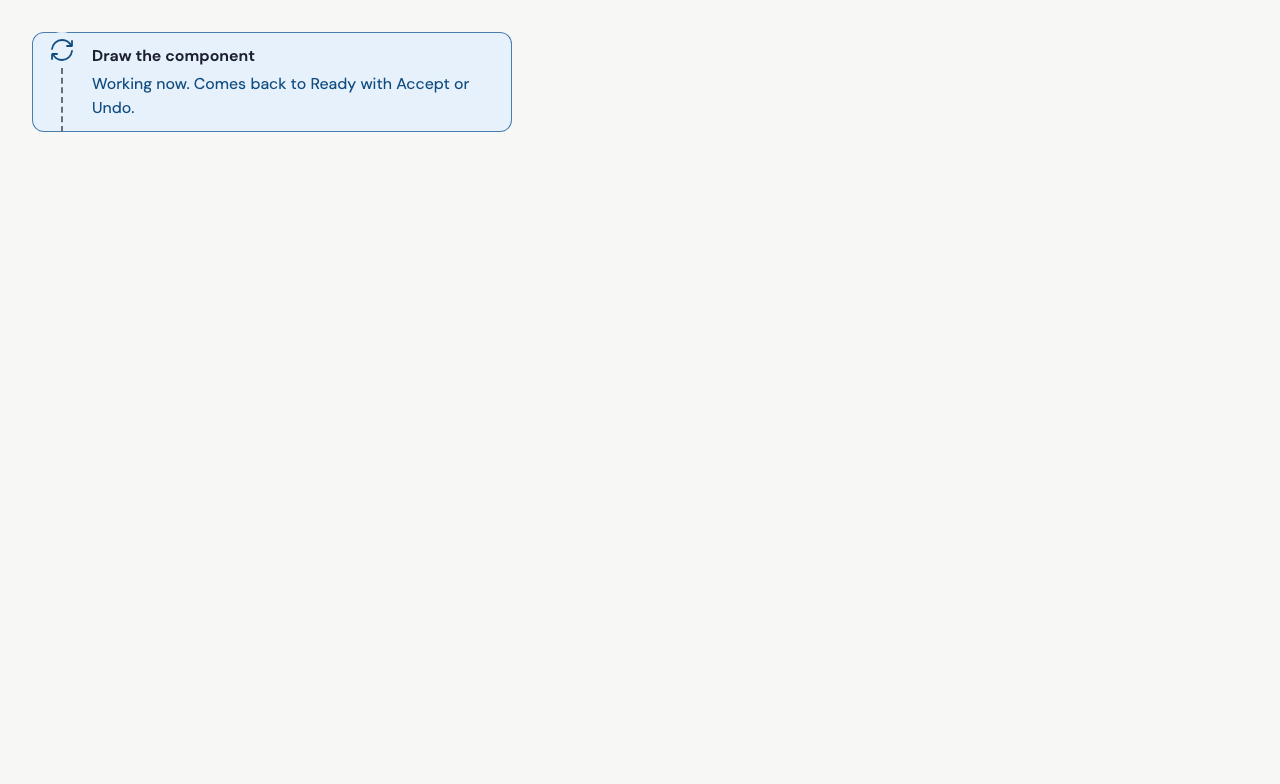 Draw the component
Working now. Comes back to Ready with Accept or
Undo.